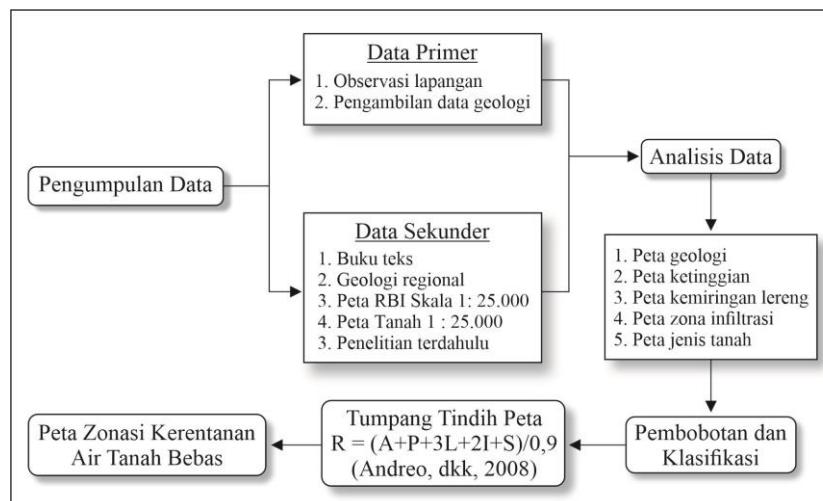 Data Primer
1. Observasi lapangan
2. Pengambilan data geologi
Pengumpulan Data
Analisis Data
Data Sekunder
1. Buku teks
2. Geologi regional
3. Peta RBI Skala 1: 25.000
4. Peta Tanah 1 : 25.000
3. Penelitian terdahulu
1. Peta geologi
2. Peta ketinggian
3. Peta kemiringan lereng
4. Peta zona infiltrasi
5. Peta jenis tanah
Pembobotan dan
Klasifikasi
Tumpang Tindih Peta
R = (A+P+3L+2I+S)/0,9
(Andreo, dkk, 2008)
Peta Zonasi Kerentanan
Air Tanah Bebas